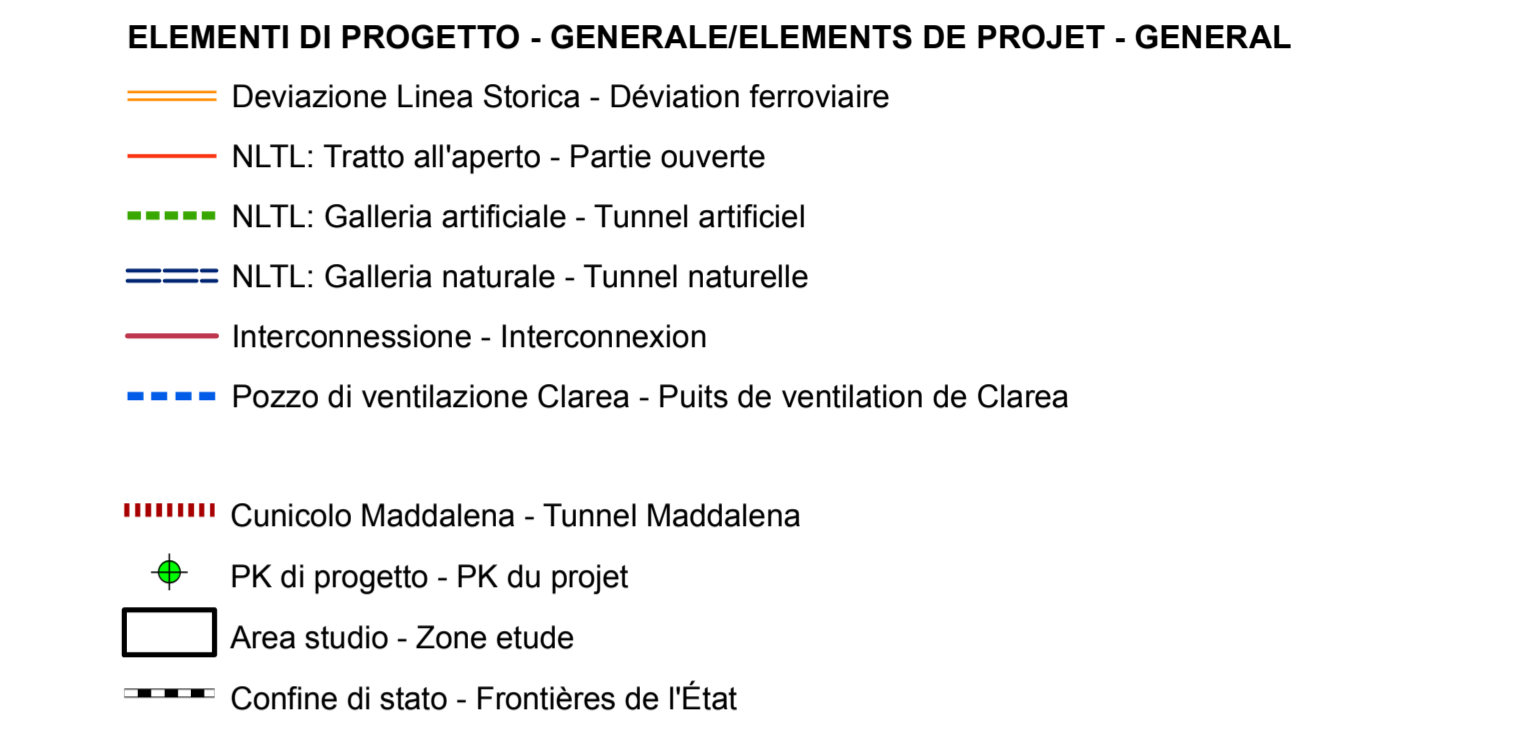 ELEMENTI DI PROGETTO - GENERALE/ELEMENTS DE PROJET - GENERAL
Deviazione Linea Storica - Déviation ferroviaire
NLTL: Tratto all'aperto - Partie ouverte
NLTL: Galleria artificiale - Tunnel artificiel
NLTL: Galleria naturale - Tunnel naturelle
Interconnessione - Interconnexion
Pozzo di ventilazione Clarea - Puits de ventilation de Clarea
Cunicolo Maddalena - Tunnel Maddalena
PK di progetto - PK du projet
Area studio - Zone etude
Confine di stato - Frontières de l'État